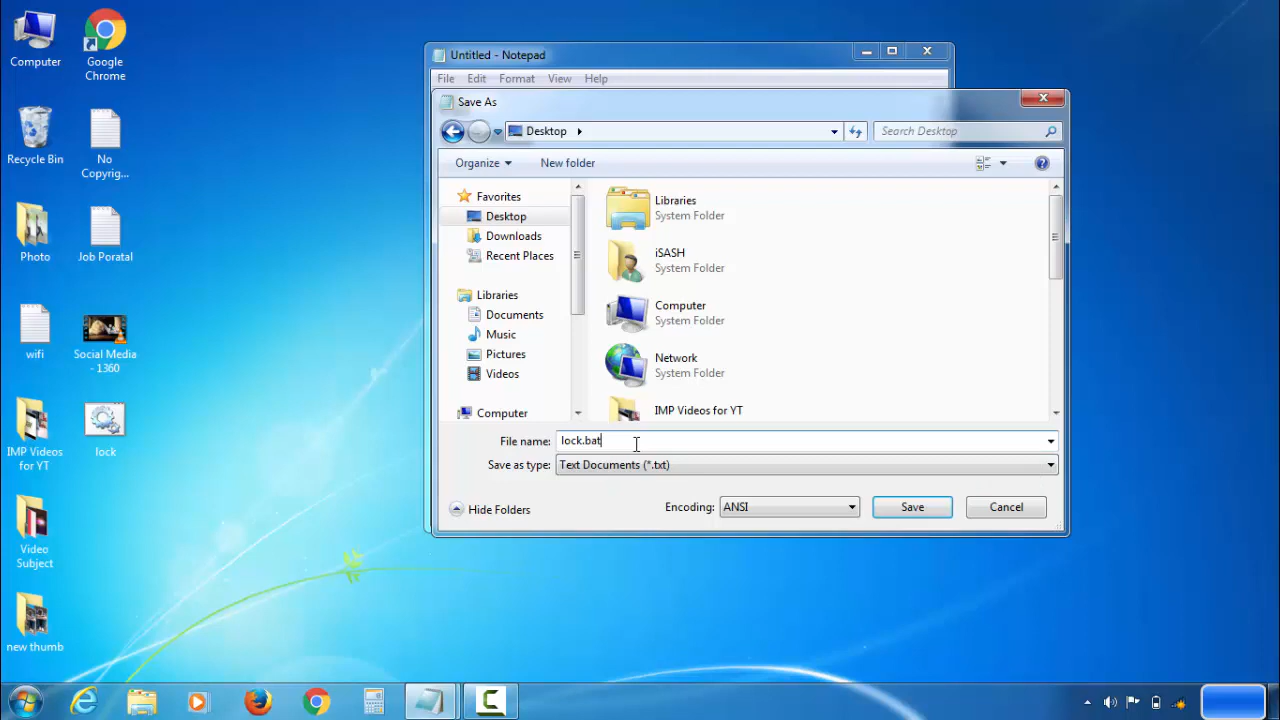 Computer
Google
Chrome
Recycle Bin
No
Copyrig...
Photo
Job Poratal
wifi
Social Media
- 1360
IMP Videos
for YT
lock
Video
Subject
new thumb
Untitled - Notepad
File Edit Format View Help
Save As
Desktop
Search Desktop
Organize New folder
Favorites
Desktop
Downloads
Recent Places
Libraries
Documents
Music
Pictures
Videos
Computer
Libraries
System Folder
iSASH
System Folder
Computer
System Folder
Network
System Folder
IMP Videos for YT
File name: lock.bat
Save as type: Text Documents (*.txt)
Hide Folders
Encoding: ANSI
Save
Cancel